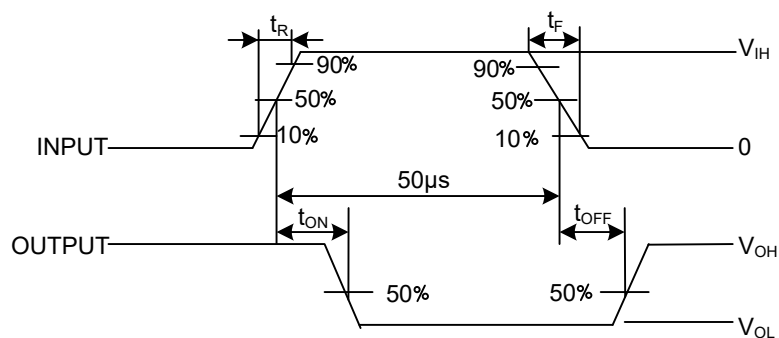 tR
tF
VIH
90%
90%
50%
50%
10%
10%
INPUT
0
50µs
tON
tOFF
OUTPUT
VOH
50%
50%
VOL